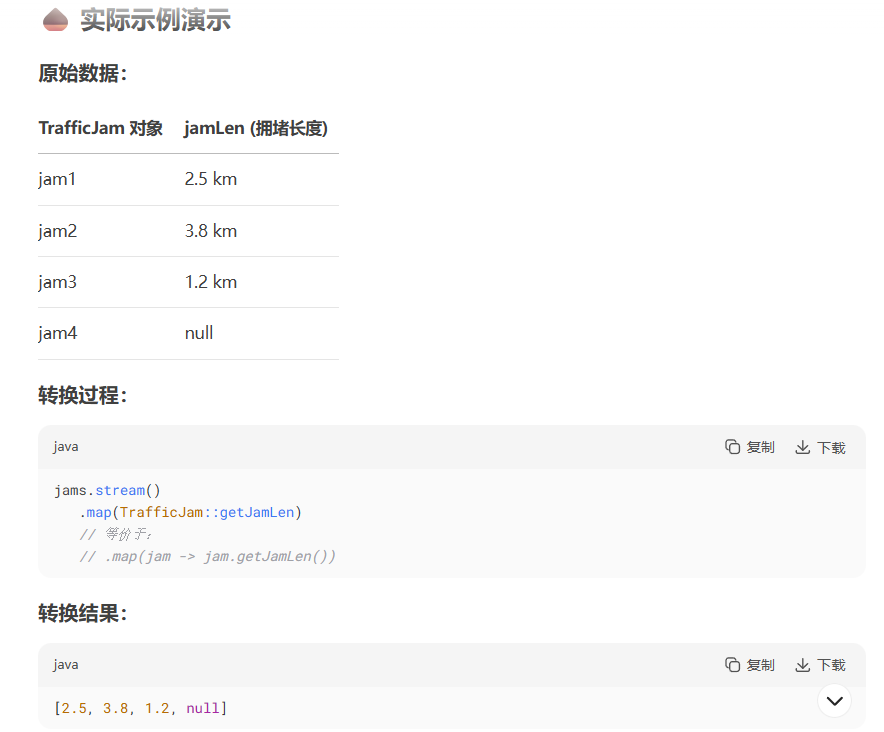 🌰 实际示例演示
原始数据：
TrafficJam 对象 jamLen (拥堵长度)
jam1 2.5 km
jam2 3.8 km
jam3 1.2 km
jam4 null
转换过程：
java 复制 下载
jams.stream()
.map(TrafficJam::getJamLen)
// 等价于：
// .map(jam -> jam.getJamLen())
转换结果：
java 复制 下载
[2.5, 3.8, 1.2, null]